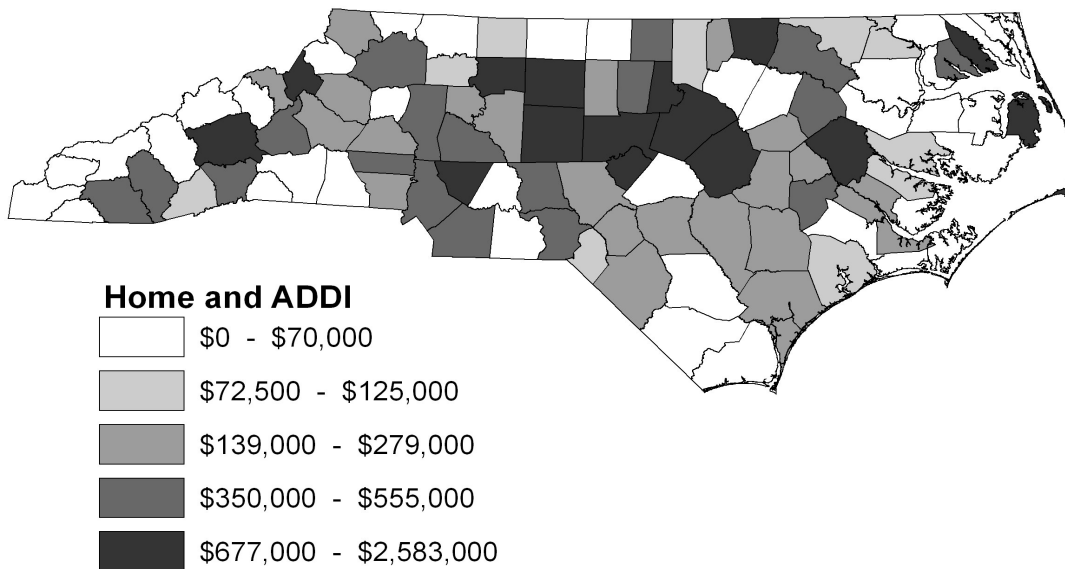 Home and ADDI
$0 - $70,000
$72,500 - $125,000
$139,000 - $279,000
$350,000 - $555,000
$677,000 - $2,583,000